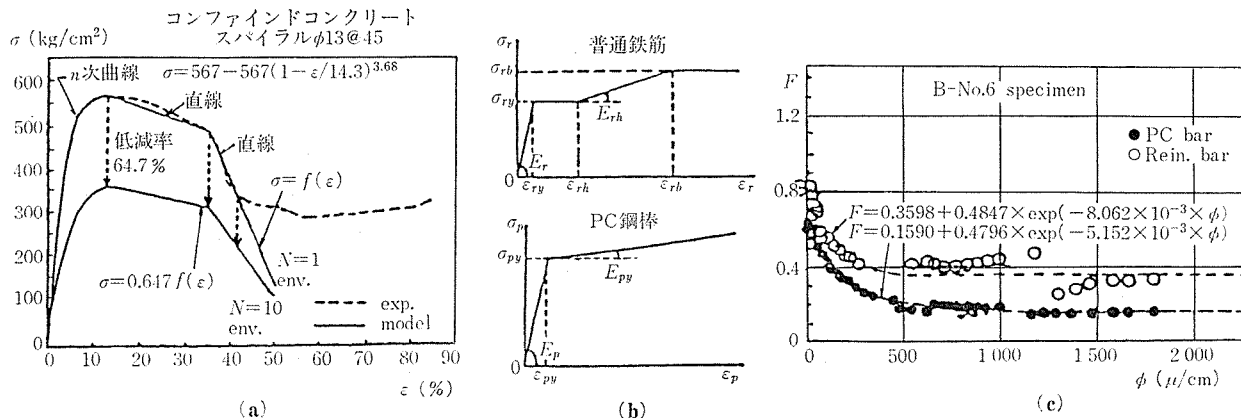 コンファインドコンクリート
スパイラルφ13@45
σ (kg/cm²)
n次曲線
σ=567−567(1−ε/14.3)^3.68
600
500
400
350
300
250
200
150
100
0
直線
低減率
64.7%
直線
σ=f(ε)
σ=0.647f(ε)
N=1
env.
N=10
env.
exp.
model
0 10 20 30 40 50 60 70 80 90
ε (%)
(a)
普通鉄筋
σr
σrb
σry
Erh
Er
0
εry
εrh
εrb
εr
PC鋼棒
σp
σpy
Epy
Ep
0
εpy
εp
(b)
F
B-No.6 specimen
PC bar
Rein. bar
1.2
0.8
0.4
0
F=0.3598+0.4847×exp(−8.062×10⁻³×φ)
F=0.1590+0.4796×exp(−5.152×10⁻³×φ)
0 500 1 000 1 500 2 000
φ (μ/cm)
(c)